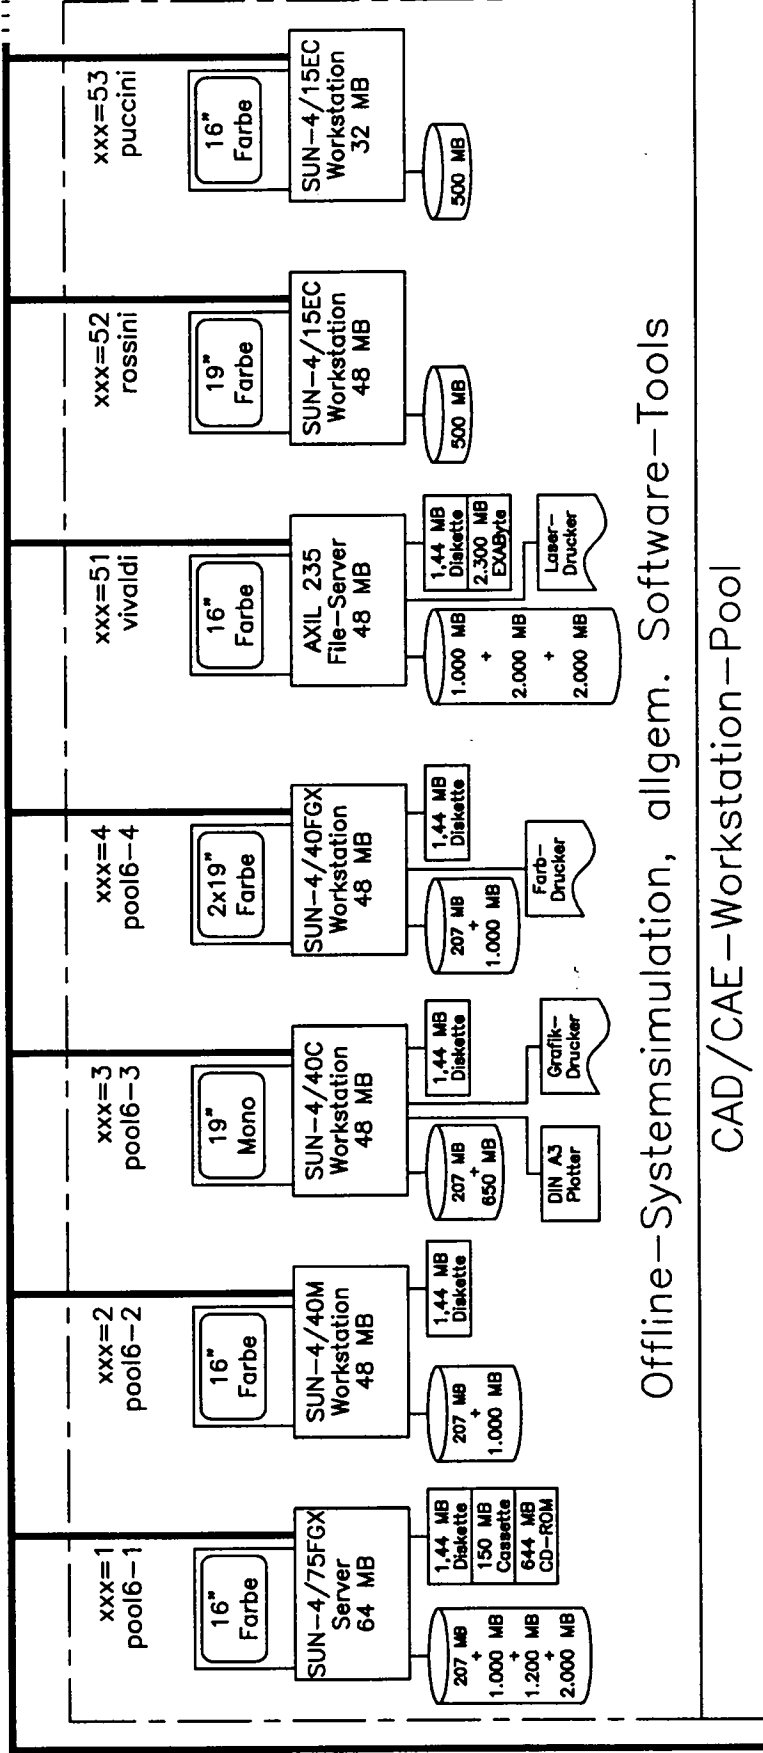 xxx=1
pool6-1
16"
Farbe
SUN-4/75FGX
Server
64 MB
207 MB
+
1.000 MB
+
1.200 MB
+
2.000 MB
1,44 MB
Diskette
150 MB
Cassette
644 MB
CD-ROM
xxx=2
pool6-2
16"
Farbe
SUN-4/40M
Workstation
48 MB
207 MB
+
1.000 MB
1,44 MB
Diskette
xxx=3
pool6-3
19"
Mono
SUN-4/40C
Workstation
48 MB
207 MB
+
650 MB
1,44 MB
Diskette
DIN A3
Plotter
Grafik-
Drucker
xxx=4
pool6-4
2x19"
Farbe
SUN-4/40FGX
Workstation
48 MB
207 MB
+
1.000 MB
1,44 MB
Diskette
Farb-
Drucker
xxx=51
vivaldi
16"
Farbe
AXIL 235
File-Server
48 MB
1.000 MB
+
2.000 MB
+
2.000 MB
1,44 MB
Diskette
2.300 MB
EXAByte
Laser-
Drucker
xxx=52
rossini
19"
Farbe
SUN-4/15EC
Workstation
48 MB
500 MB
xxx=53
puccini
16"
Farbe
SUN-4/15EC
Workstation
32 MB
500 MB
Offline-Systemsimulation, allgem. Software-Tools
CAD/CAE-Workstation-Pool